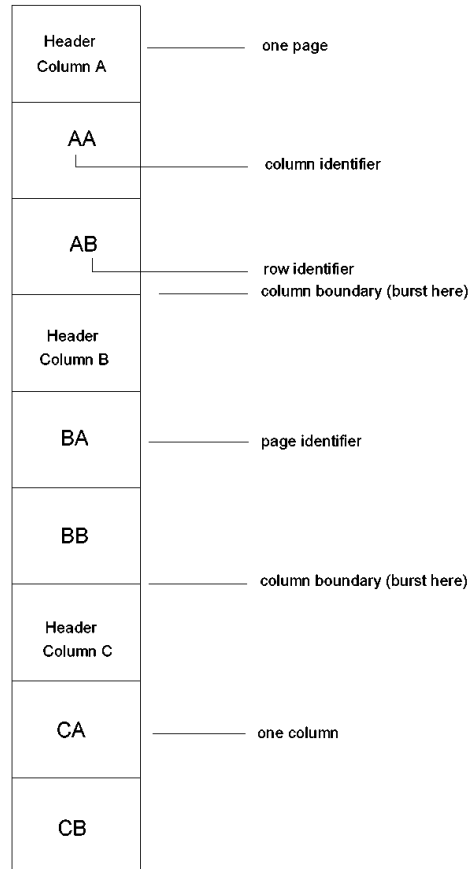 Header
Column A
one page
AA
column identifier
AB
row identifier
column boundary (burst here)
Header
Column B
BA
page identifier
BB
column boundary (burst here)
Header
Column C
CA
one column
CB